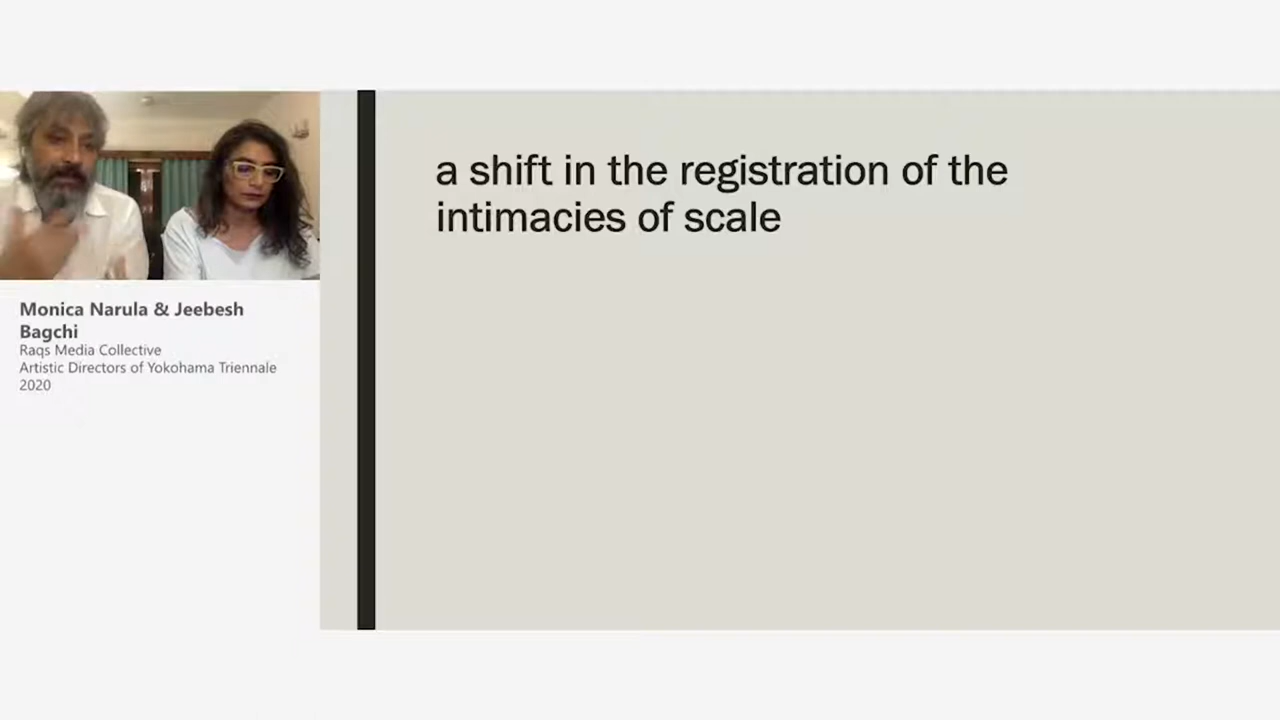 a shift in the registration of the
intimacies of scale
Monica Narula & Jeebesh
Bagchi
Raqs Media Collective
Artistic Directors of Yokohama Triennale
2020